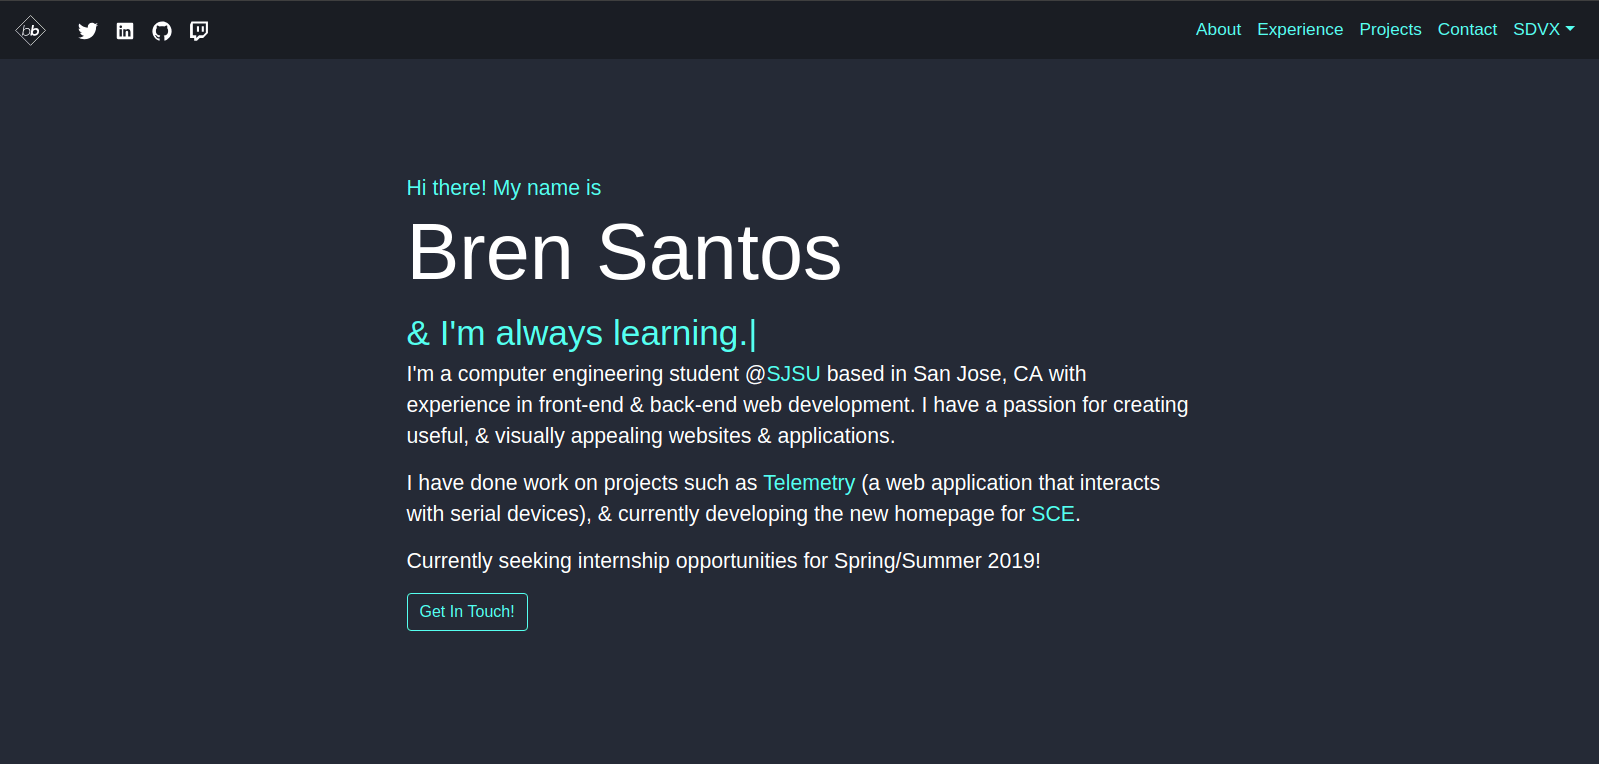 bb
About Experience Projects Contact SDVX
Hi there! My name is
Bren Santos
& I'm always learning.|
I'm a computer engineering student @SJSU based in San Jose, CA with
experience in front-end & back-end web development. I have a passion for creating
useful, & visually appealing websites & applications.
I have done work on projects such as Telemetry (a web application that interacts
with serial devices), & currently developing the new homepage for SCE.
Currently seeking internship opportunities for Spring/Summer 2019!
Get In Touch!